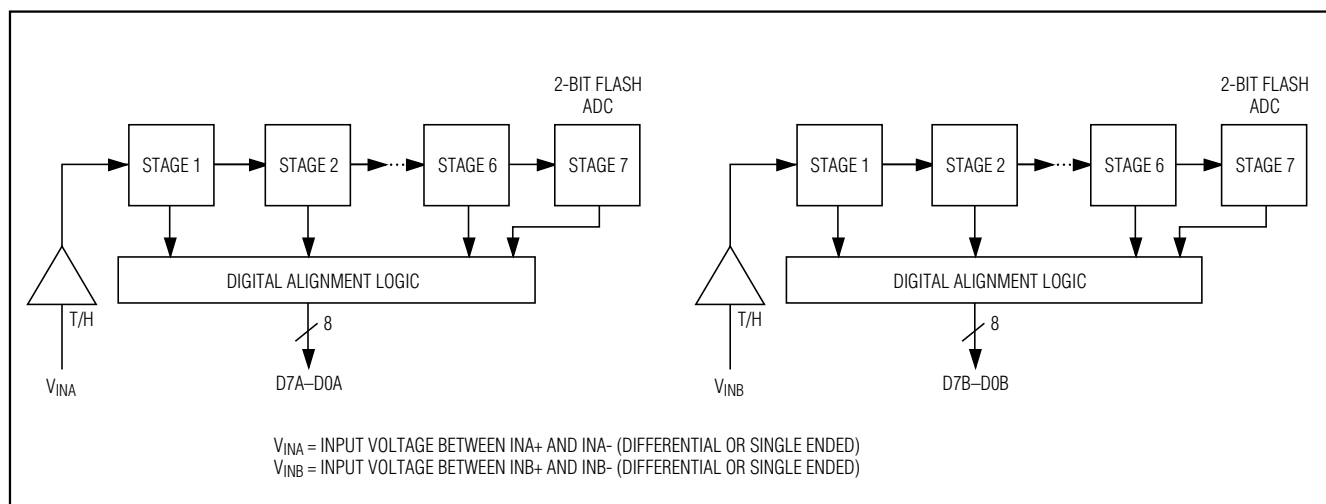 2-BIT FLASH
ADC
STAGE 1
STAGE 2
STAGE 6
STAGE 7
DIGITAL ALIGNMENT LOGIC
T/H
8
VINA
D7A–D0A
2-BIT FLASH
ADC
STAGE 1
STAGE 2
STAGE 6
STAGE 7
DIGITAL ALIGNMENT LOGIC
T/H
8
VINB
D7B–D0B
VINA = INPUT VOLTAGE BETWEEN INA+ AND INA- (DIFFERENTIAL OR SINGLE ENDED)
VINB = INPUT VOLTAGE BETWEEN INB+ AND INB- (DIFFERENTIAL OR SINGLE ENDED)